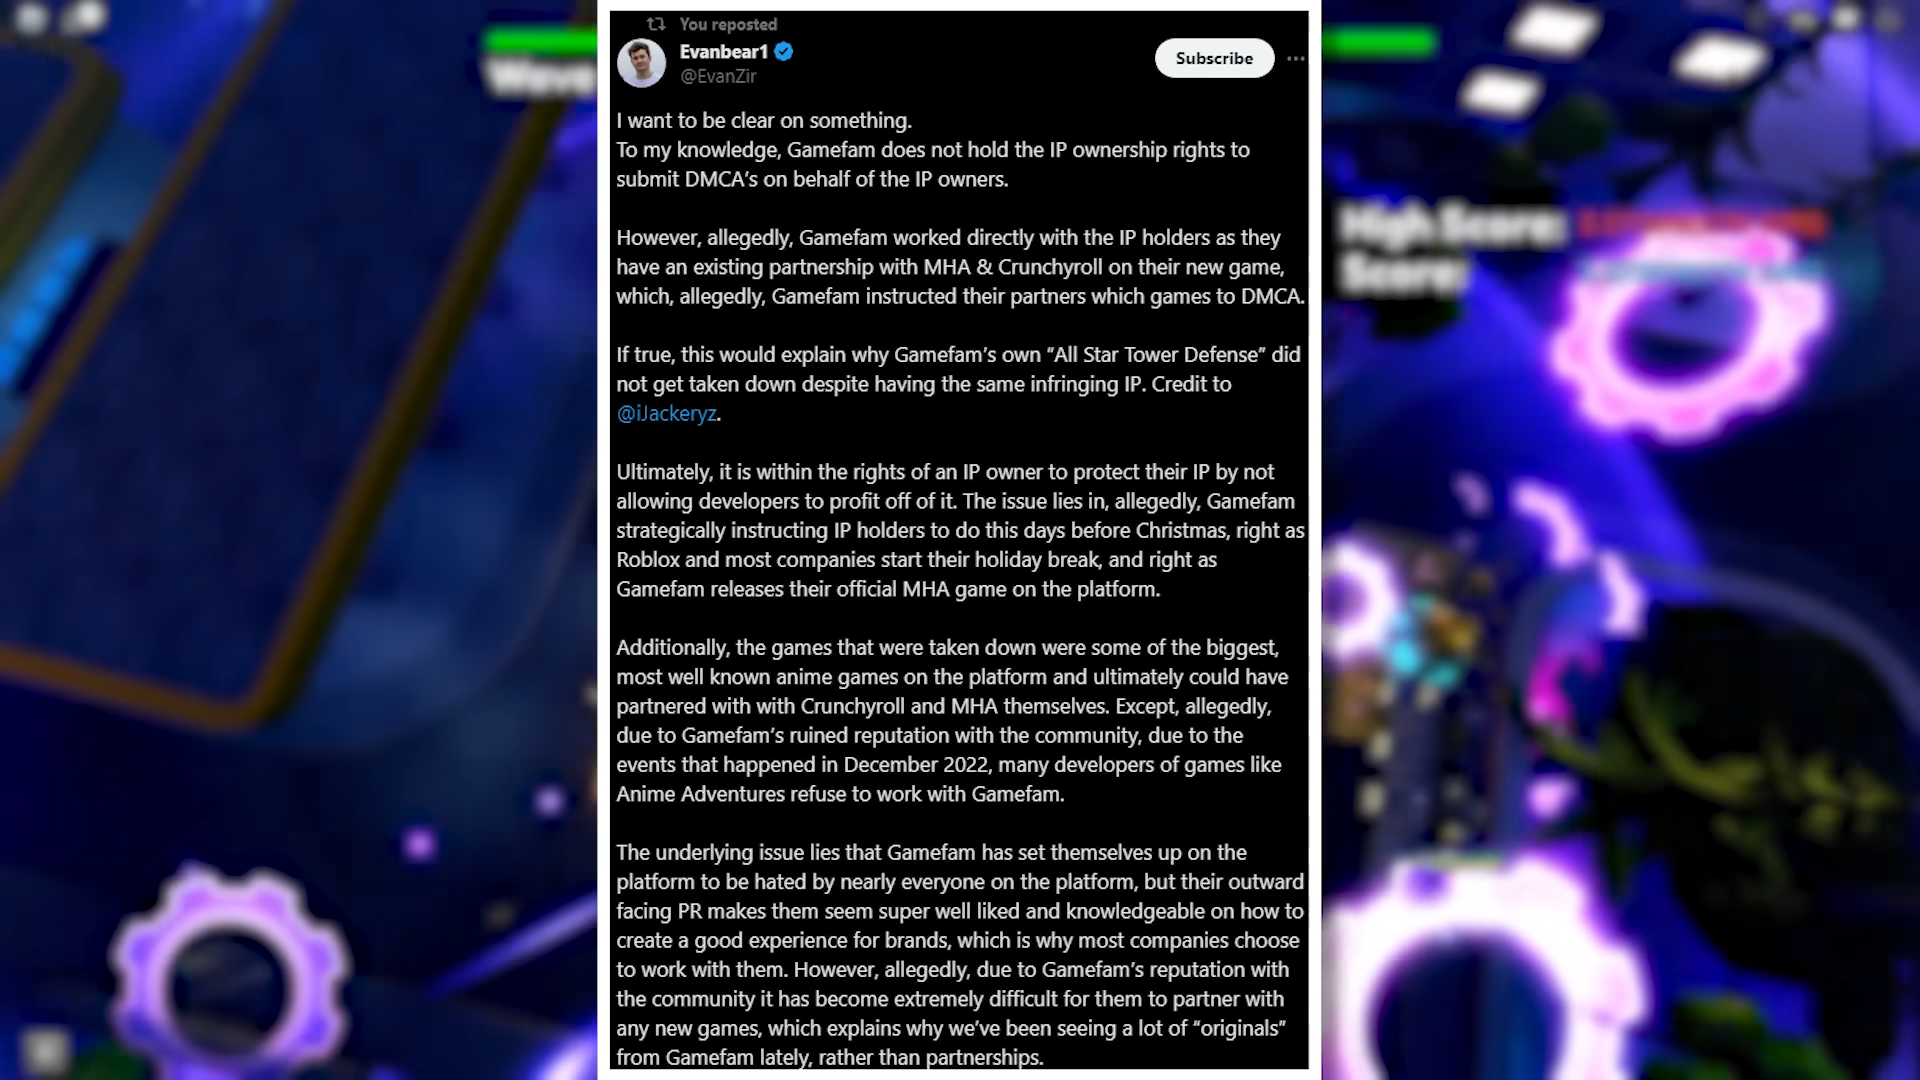 You reposted
Evanbear1
@EvanZir
Subscribe
I want to be clear on something.
To my knowledge, Gamefam does not hold the IP ownership rights to
submit DMCA's on behalf of the IP owners.
However, allegedly, Gamefam worked directly with the IP holders as they
have an existing partnership with MHA & Crunchyroll on their new game,
which, allegedly, Gamefam instructed their partners which games to DMCA.
If true, this would explain why Gamefam's own "All Star Tower Defense" did
not get taken down despite having the same infringing IP. Credit to
@iJackeryz.
Ultimately, it is within the rights of an IP owner to protect their IP by not
allowing developers to profit off of it. The issue lies in, allegedly, Gamefam
strategically instructing IP holders to do this days before Christmas, right as
Roblox and most companies start their holiday break, and right as
Gamefam releases their official MHA game on the platform.
Additionally, the games that were taken down were some of the biggest,
most well known anime games on the platform and ultimately could have
partnered with with Crunchyroll and MHA themselves. Except, allegedly,
due to Gamefam's ruined reputation with the community, due to the
events that happened in December 2022, many developers of games like
Anime Adventures refuse to work with Gamefam.
The underlying issue lies that Gamefam has set themselves up on the
platform to be hated by nearly everyone on the platform, but their outward
facing PR makes them seem super well liked and knowledgeable on how to
create a good experience for brands, which is why most companies choose
to work with them. However, allegedly, due to Gamefam's reputation with
the community it has become extremely difficult for them to partner with
any new games, which explains why we've been seeing a lot of "originals"
from Gamefam lately, rather than partnerships.
Wave
High Score:
Score: